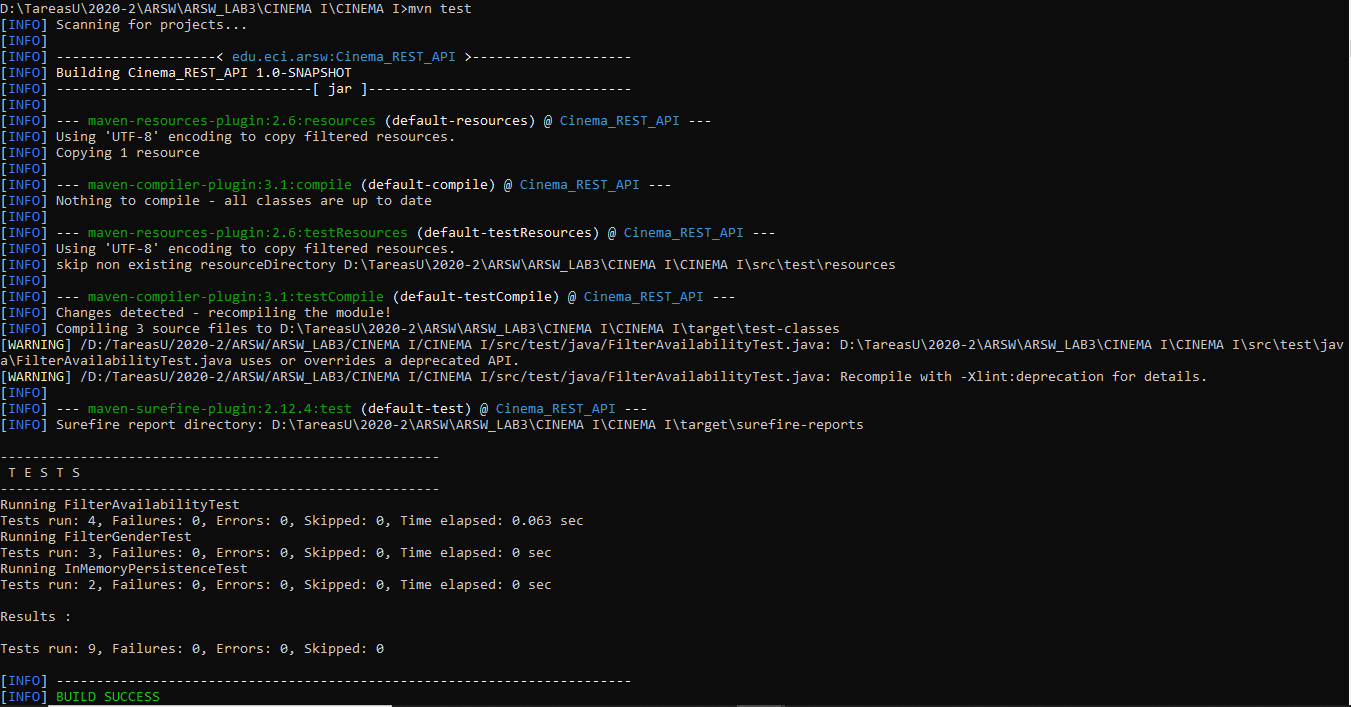 D:\TareasU\2020-2\ARSW\ARSW_LAB3\CINEMA I\CINEMA I>mvn test
[INFO] Scanning for projects...
[INFO]
[INFO] --------------------< edu.eci.arsw:Cinema_REST_API >--------------------
[INFO] Building Cinema_REST_API 1.0-SNAPSHOT
[INFO] --------------------------------[ jar ]---------------------------------
[INFO]
[INFO] --- maven-resources-plugin:2.6:resources (default-resources) @ Cinema_REST_API ---
[INFO] Using 'UTF-8' encoding to copy filtered resources.
[INFO] Copying 1 resource
[INFO]
[INFO] --- maven-compiler-plugin:3.1:compile (default-compile) @ Cinema_REST_API ---
[INFO] Nothing to compile - all classes are up to date
[INFO]
[INFO] --- maven-resources-plugin:2.6:testResources (default-testResources) @ Cinema_REST_API ---
[INFO] Using 'UTF-8' encoding to copy filtered resources.
[INFO] skip non existing resourceDirectory D:\TareasU\2020-2\ARSW\ARSW_LAB3\CINEMA I\CINEMA I\src\test\resources
[INFO]
[INFO] --- maven-compiler-plugin:3.1:testCompile (default-testCompile) @ Cinema_REST_API ---
[INFO] Changes detected - recompiling the module!
[INFO] Compiling 3 source files to D:\TareasU\2020-2\ARSW\ARSW_LAB3\CINEMA I\CINEMA I\target\test-classes
[WARNING] /D:/TareasU/2020-2/ARSW/ARSW_LAB3/CINEMA I/CINEMA I/src/test/java/FilterAvailabilityTest.java: D:\TareasU\2020-2\ARSW\ARSW_LAB3\CINEMA I\CINEMA I\src\test\jav
a\FilterAvailabilityTest.java uses or overrides a deprecated API.
[WARNING] /D:/TareasU/2020-2/ARSW/ARSW_LAB3/CINEMA I/CINEMA I/src/test/java/FilterAvailabilityTest.java: Recompile with -Xlint:deprecation for details.
[INFO]
[INFO] --- maven-surefire-plugin:2.12.4:test (default-test) @ Cinema_REST_API ---
[INFO] Surefire report directory: D:\TareasU\2020-2\ARSW\ARSW_LAB3\CINEMA I\CINEMA I\target\surefire-reports
-------------------------------------------------------
T E S T S
-------------------------------------------------------
Running FilterAvailabilityTest
Tests run: 4, Failures: 0, Errors: 0, Skipped: 0, Time elapsed: 0.063 sec
Running FilterGenderTest
Tests run: 3, Failures: 0, Errors: 0, Skipped: 0, Time elapsed: 0 sec
Running InMemoryPersistenceTest
Tests run: 2, Failures: 0, Errors: 0, Skipped: 0, Time elapsed: 0 sec
Results :
Tests run: 9, Failures: 0, Errors: 0, Skipped: 0
[INFO] ------------------------------------------------------------------------
[INFO] BUILD SUCCESS